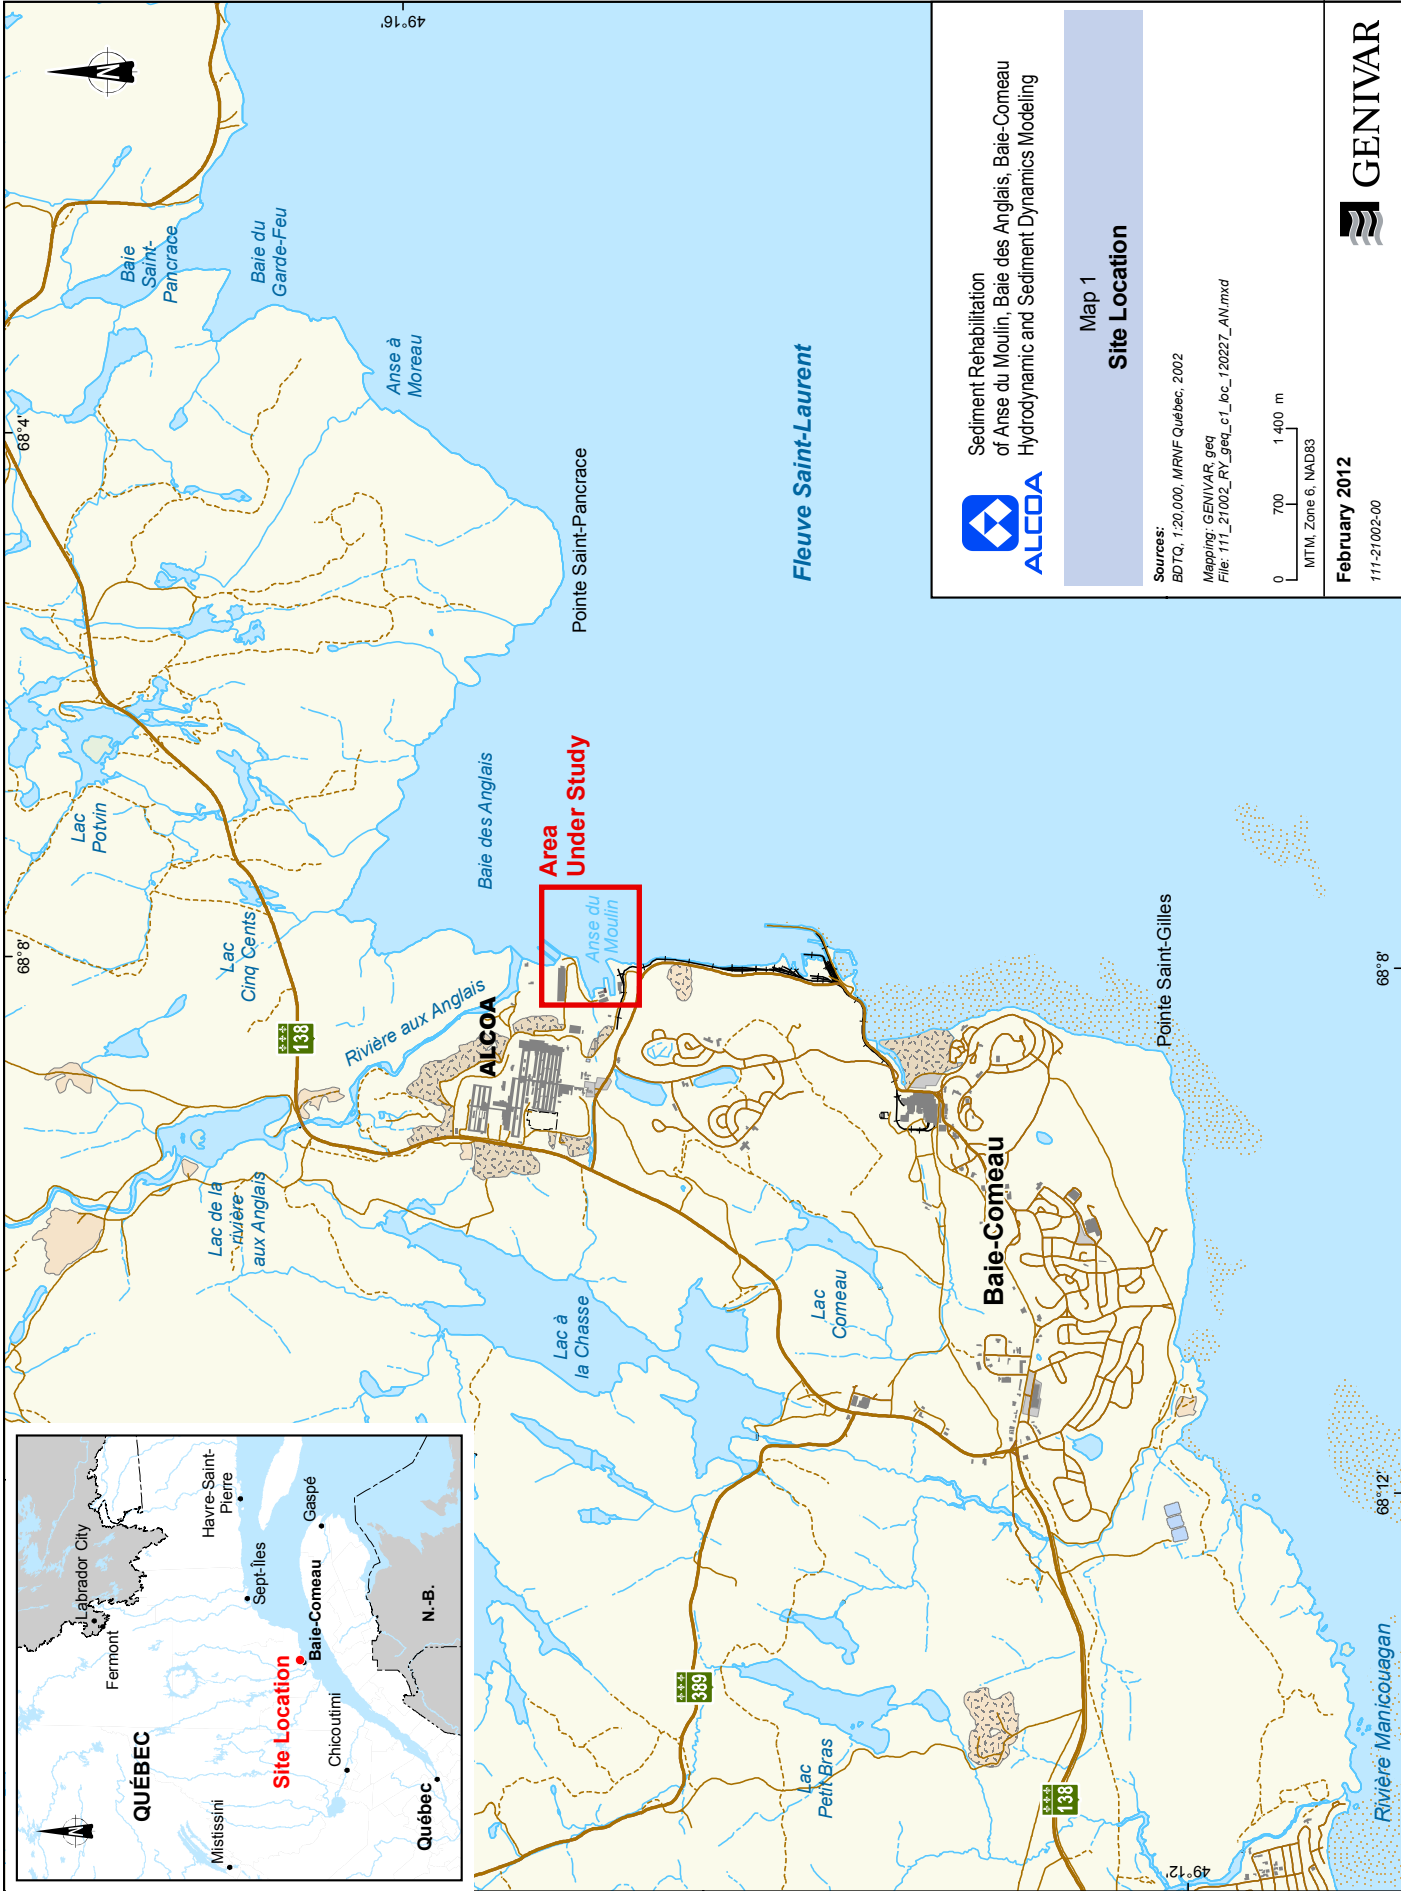 QUÉBEC
Mistissini
Fermont
Labrador City
Havre-Saint-
Pierre
Sept-Îles
Site Location
Baie-Comeau
Gaspé
Chicoutimi
Québec
N.-B.
N
68°4'
49°16'
Baie
Saint-
Pancrace
Baie du
Garde-Feu
Anse à
Moreau
Pointe Saint-Pancrace
Fleuve Saint-Laurent
Lac
Potvin
Lac
Cinq Cents
68°8'
138
Rivière aux Anglais
Lac de la
rivière
aux Anglais
ALCOA
Baie des Anglais
Area
Under Study
Anse du
Moulin
Lac à
la Chasse
Lac
Comeau
Baie-Comeau
Pointe Saint-Gilles
68°8'
389
Lac
Petit Bras
138
68°12'
49°12'
Rivière Manicouagan
ALCOA
Sediment Rehabilitation
of Anse du Moulin, Baie des Anglais, Baie-Comeau
Hydrodynamic and Sediment Dynamics Modeling
Map 1
Site Location
Sources:
BDTQ, 1:20,000, MRNF Québec, 2002
Mapping: GENIVAR, geq
File: 111_21002_RY_geq_c1_loc_120227_AN.mxd
0 700 1 400 m
MTM, Zone 6, NAD83
February 2012
111-21002-00
GENIVAR